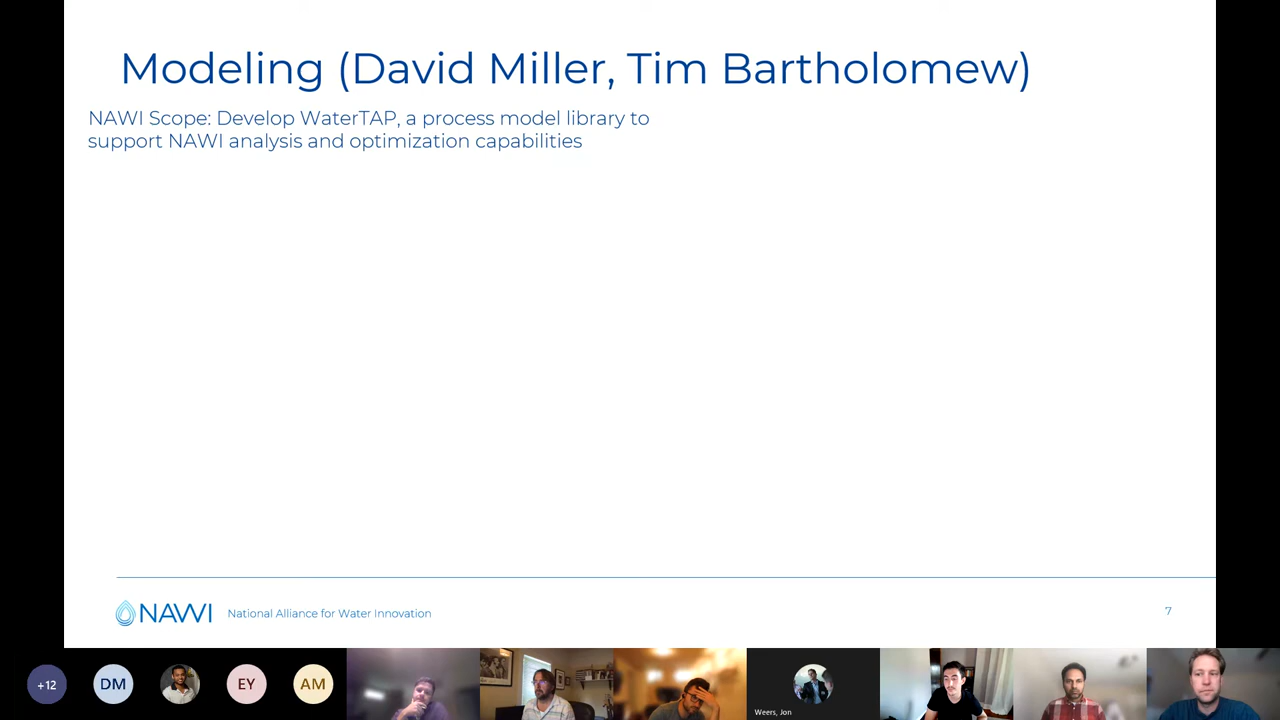 Modeling (David Miller, Tim Bartholomew)
NAWI Scope: Develop WaterTAP, a process model library to
support NAWI analysis and optimization capabilities
NAWI
National Alliance for Water Innovation
7
+12
DM
EY
AM
Weers, Jon